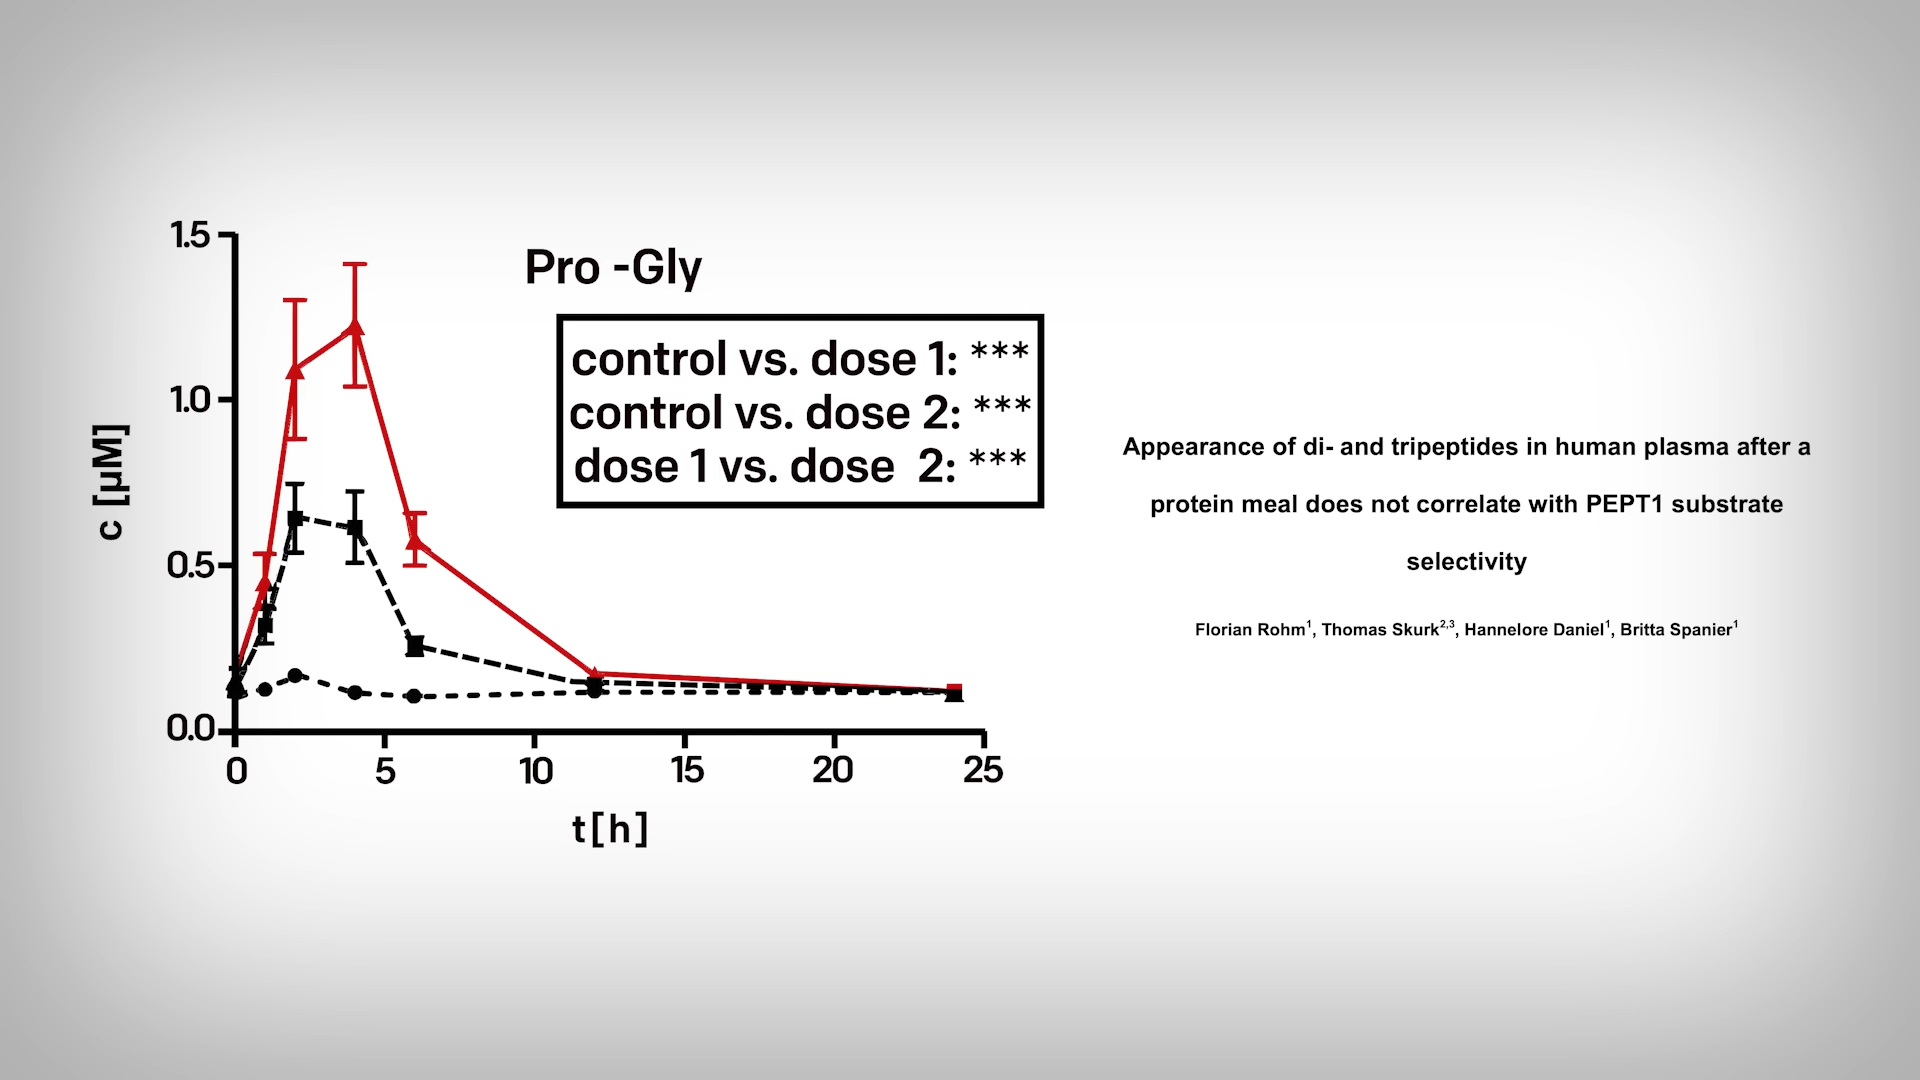 1.5
1.0
0.5
0.0
c [µM]
0
5
10
15
20
25
t[h]
Pro -Gly
control vs. dose 1: ***
control vs. dose 2: ***
dose 1 vs. dose 2: ***
Appearance of di- and tripeptides in human plasma after a
protein meal does not correlate with PEPT1 substrate
selectivity
Florian Rohm1, Thomas Skurk2,3, Hannelore Daniel1, Britta Spanier1